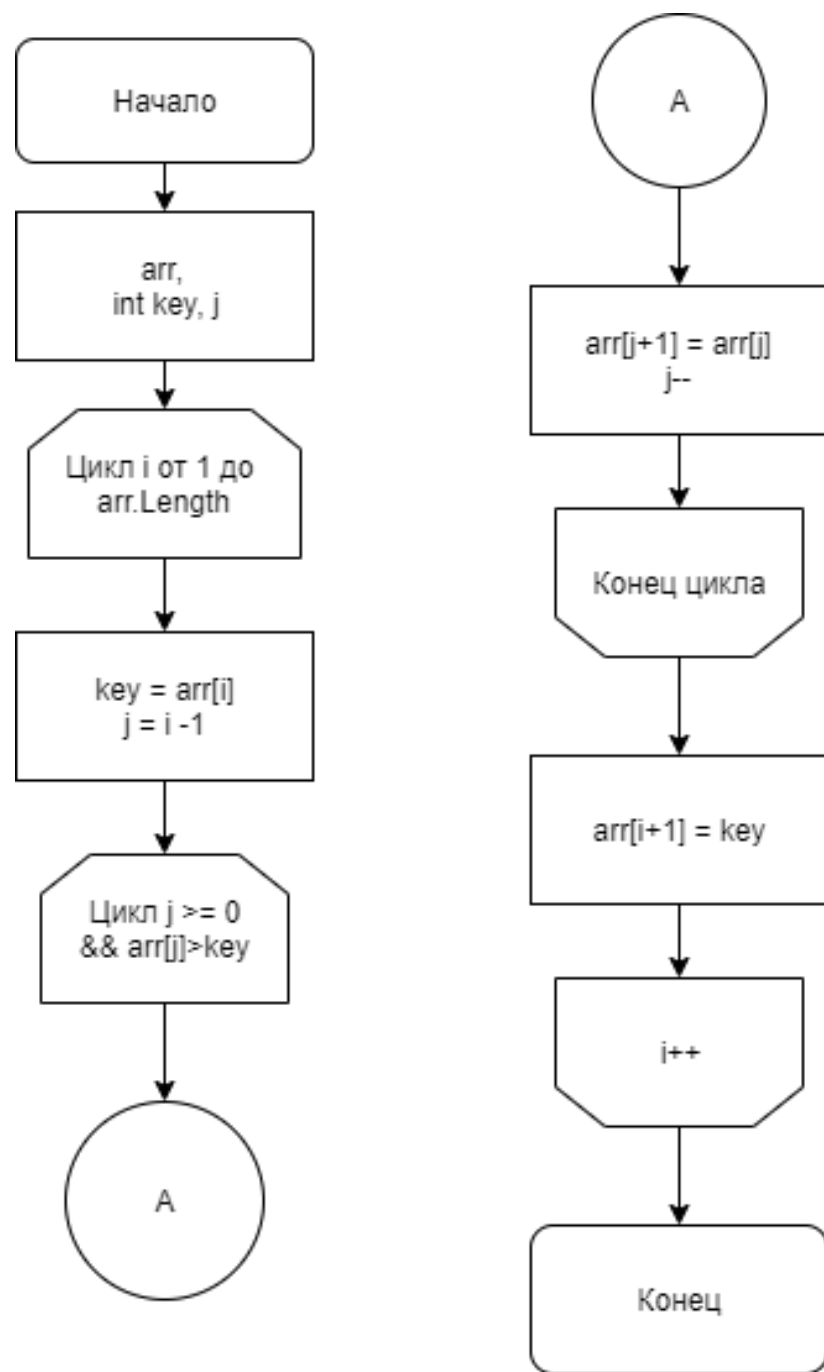 Начало
arr,
int key, j
Цикл i от 1 до
arr.Length
key = arr[i]
j = i -1
Цикл j >= 0
&& arr[j]>key
A
A
arr[j+1] = arr[j]
j--
Конец цикла
arr[i+1] = key
i++
Конец